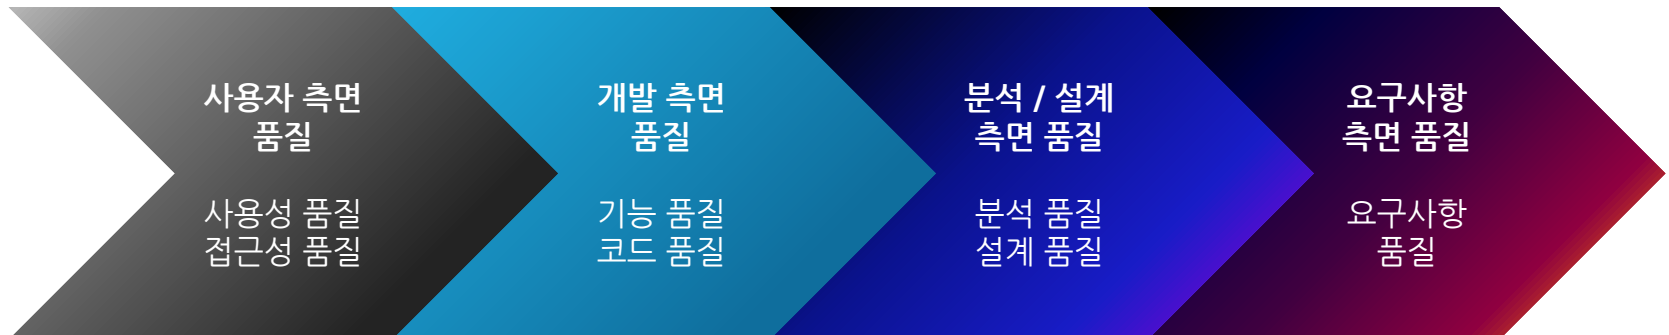 사용자 측면
품질
사용성 품질
접근성 품질
개발 측면
품질
기능 품질
코드 품질
분석 / 설계
측면 품질
분석 품질
설계 품질
요구사항
측면 품질
요구사항
품질